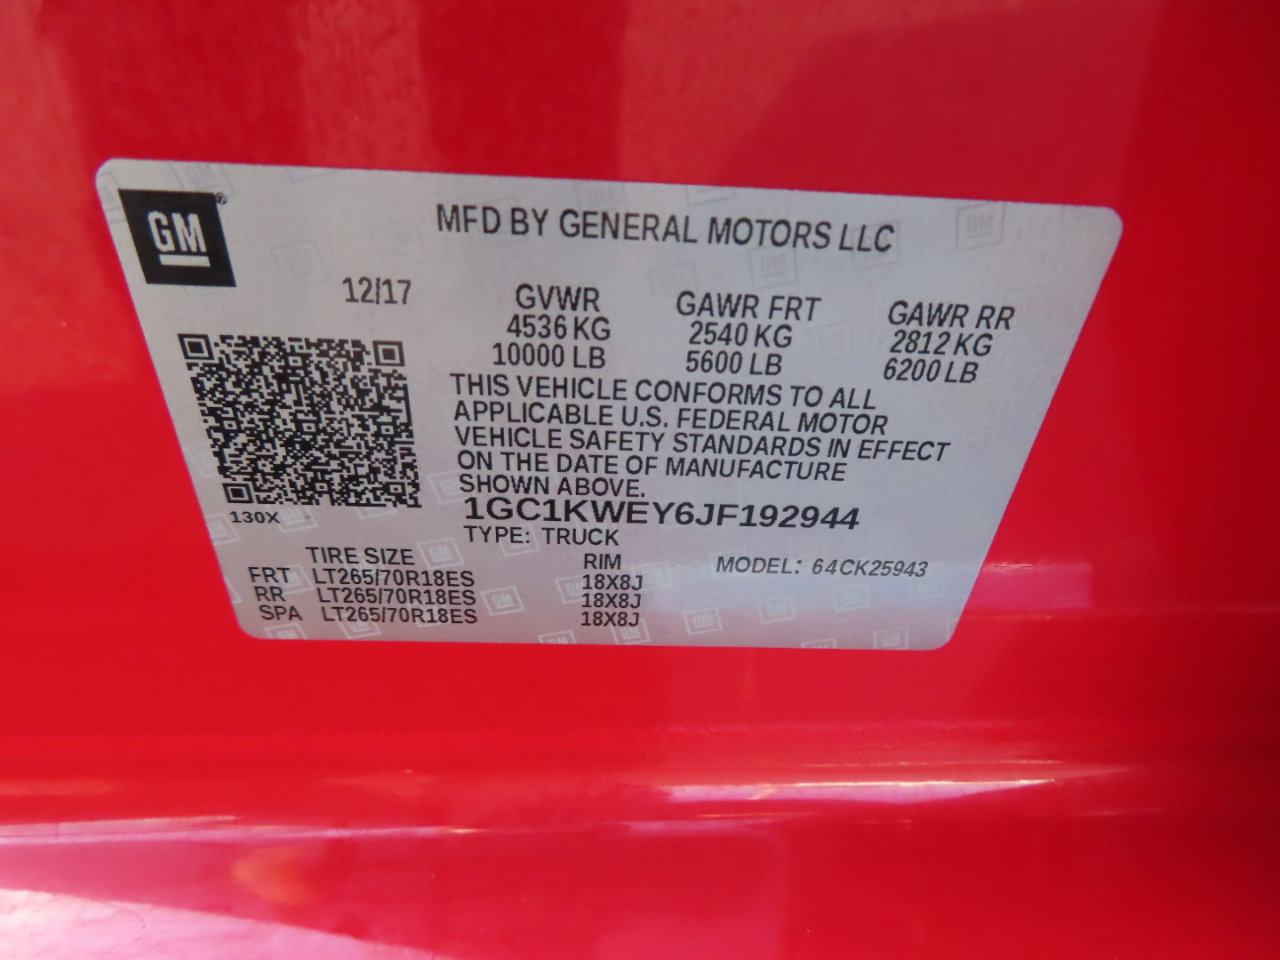 GM
MFD BY GENERAL MOTORS LLC
12/17
GVWR
4536 KG
10000 LB
GAWR FRT
2540 KG
5600 LB
GAWR RR
2812 KG
6200 LB
THIS VEHICLE CONFORMS TO ALL
APPLICABLE U.S. FEDERAL MOTOR
VEHICLE SAFETY STANDARDS IN EFFECT
ON THE DATE OF MANUFACTURE
SHOWN ABOVE.
130X
1GC1KWEY6JF192944
TYPE: TRUCK
MODEL: 64CK25943
TIRE SIZE RIM
FRT LT265/70R18ES 18X8J
RR LT265/70R18ES 18X8J
SPA LT265/70R18ES 18X8J